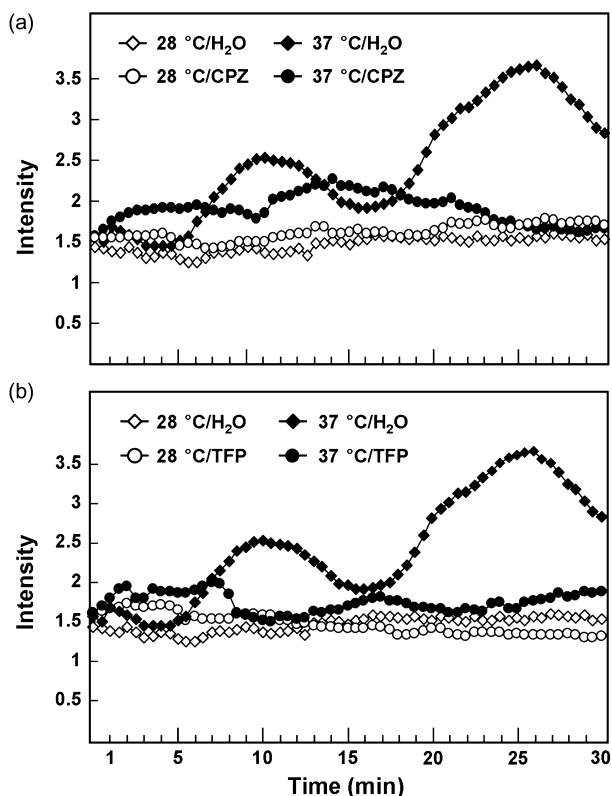 (a)
28 °C/H₂O 37 °C/H₂O
28 °C/CPZ 37 °C/CPZ
3.5
3
2.5
2
1.5
1
0.5
Intensity
(b)
28 °C/H₂O 37 °C/H₂O
28 °C/TFP 37 °C/TFP
3.5
3
2.5
2
1.5
1
0.5
Intensity
1 5 10 15 20 25 30
Time (min)